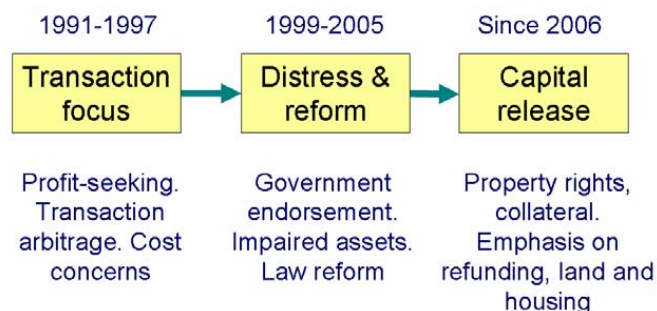 1991-1997
1999-2005
Since 2006
Transaction
focus
Distress &
reform
Capital
release
Profit-seeking.
Transaction
arbitrage. Cost
concerns
Government
endorsement.
Impaired assets.
Law reform
Property rights,
collateral.
Emphasis on
refunding, land and
housing